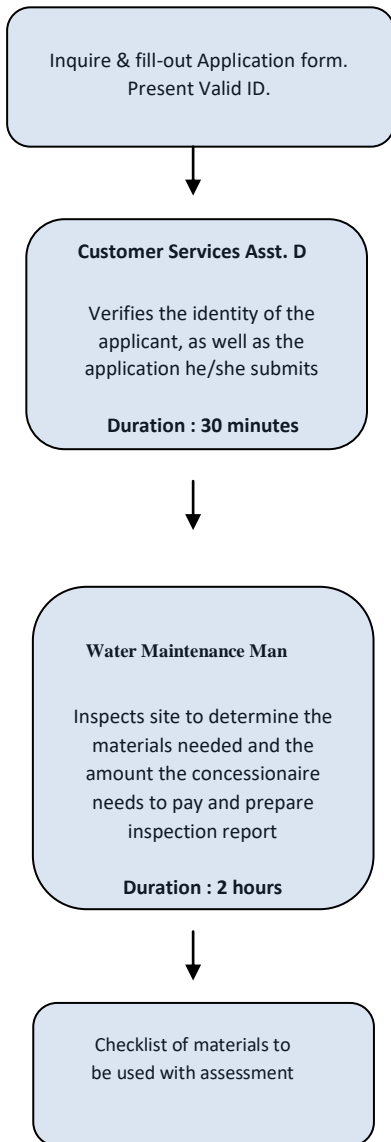 Inquire & fill-out Application form.
Present Valid ID.
Customer Services Asst. D
Verifies the identity of the
applicant, as well as the
application he/she submits
Duration : 30 minutes
Water Maintenance Man
Inspects site to determine the
materials needed and the
amount the concessionaire
needs to pay and prepare
inspection report
Duration : 2 hours
Checklist of materials to
be used with assessment